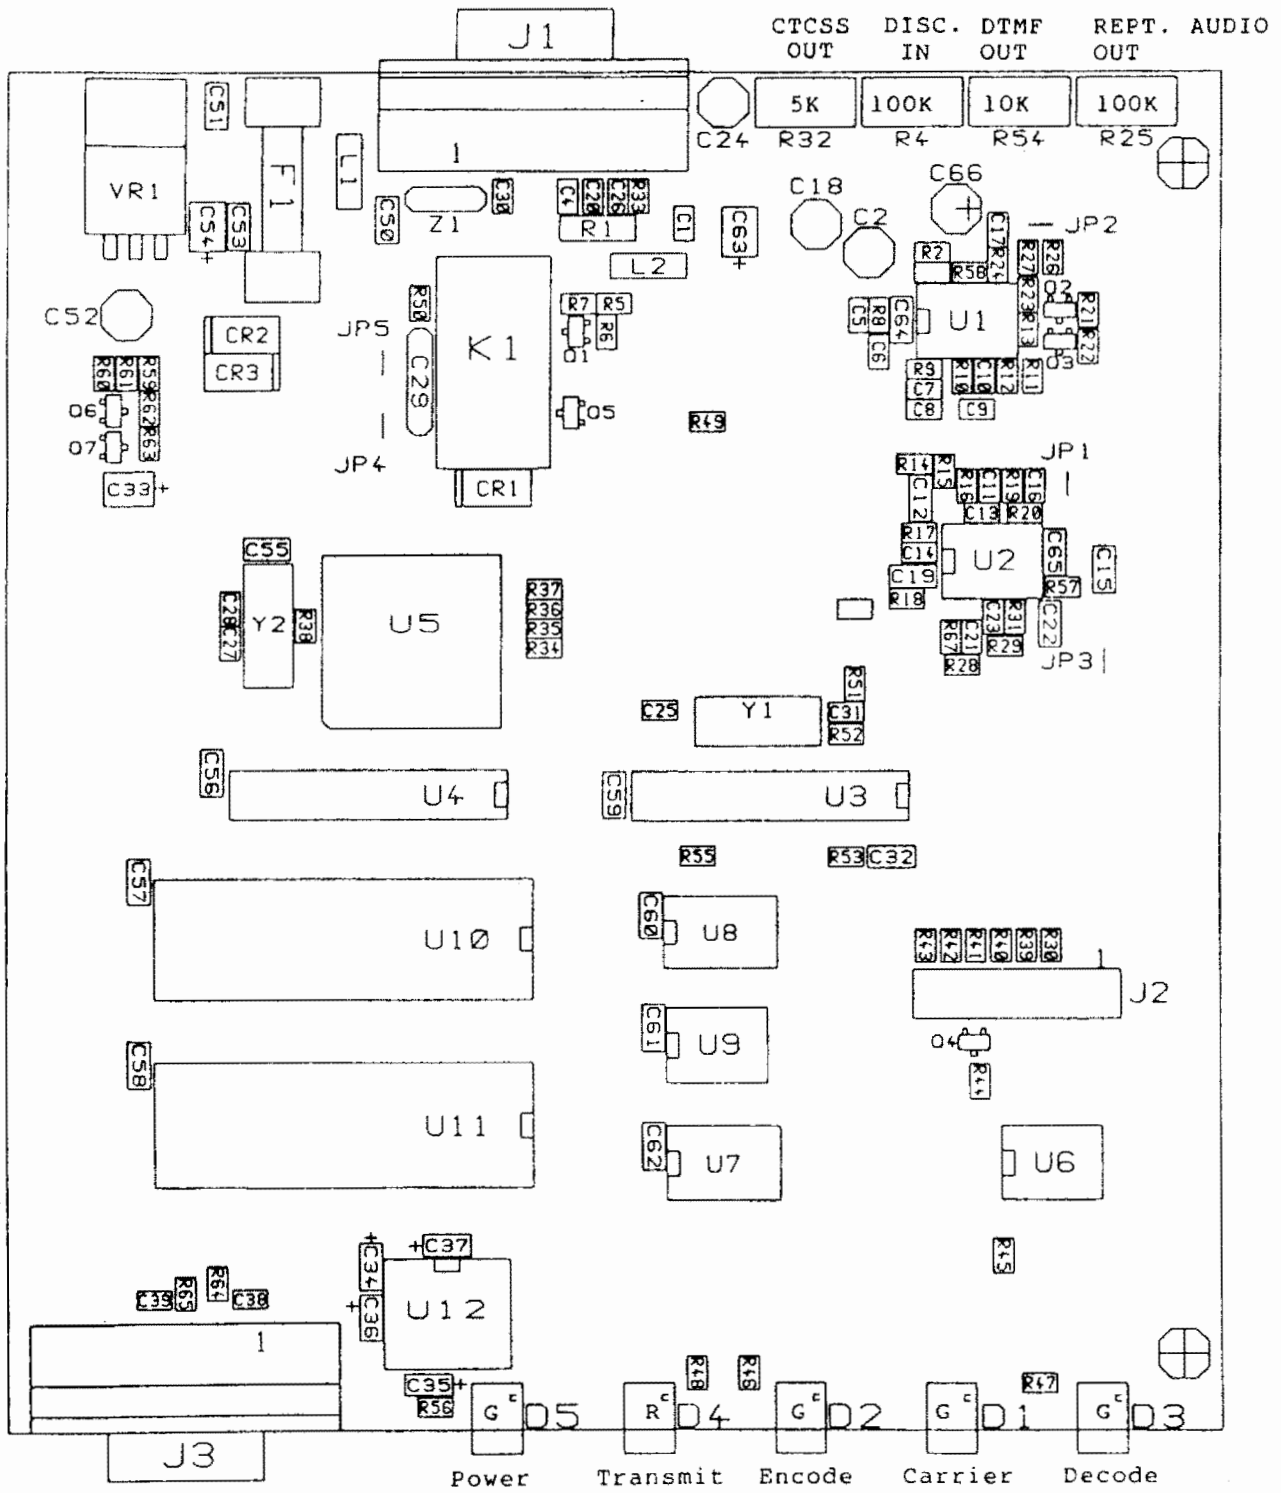 CTCSS OUT
DISC. IN
DTMF OUT
REPT. AUDIO OUT
J1
1
5K
100K
10K
100K
C24
R32
R4
R54
R25
C51
VR1
F1
L1
C54
+
C53
C50
Z1
C30
C4
C20
C26
R33
R1
C1
L2
C63
+
C18
C2
C66
+
C17
R24
JP2
R2
R58
R27
R26
C52
CR2
CR3
JP5
R50
C29
K1
R7
R5
R6
Q1
C5
R8
C64
C6
U1
R23
R13
Q2
R21
Q3
R22
R60
R61
R59
R62
R63
Q6
Q7
C33
+
JP4
CR1
Q5
R49
R9
C7
C8
R10
C10
R12
R11
C9
JP1
R14
R15
C12
R16
C11
R19
C16
C13
R20
R17
C14
C19
R18
U2
C65
R57
C15
C55
C28
C27
Y2
R38
U5
R37
R36
R35
R34
C23
R31
C22
R67
C21
R29
R28
JP3
R51
C25
Y1
C31
R52
C56
U4
C59
U3
R55
R53
C32
C57
U10
C60
U8
R43
R42
R41
R40
R39
R30
1
J2
C58
U11
C61
U9
Q4
R44
C62
U7
U6
R45
+
C34
+
C37
+
C36
U12
C39
R65
R64
C38
1
J3
C35
+
R56
R48
R46
R47
G
C
D5
R
C
D4
G
C
D2
G
C
D1
G
C
D3
Power
Transmit
Encode
Carrier
Decode